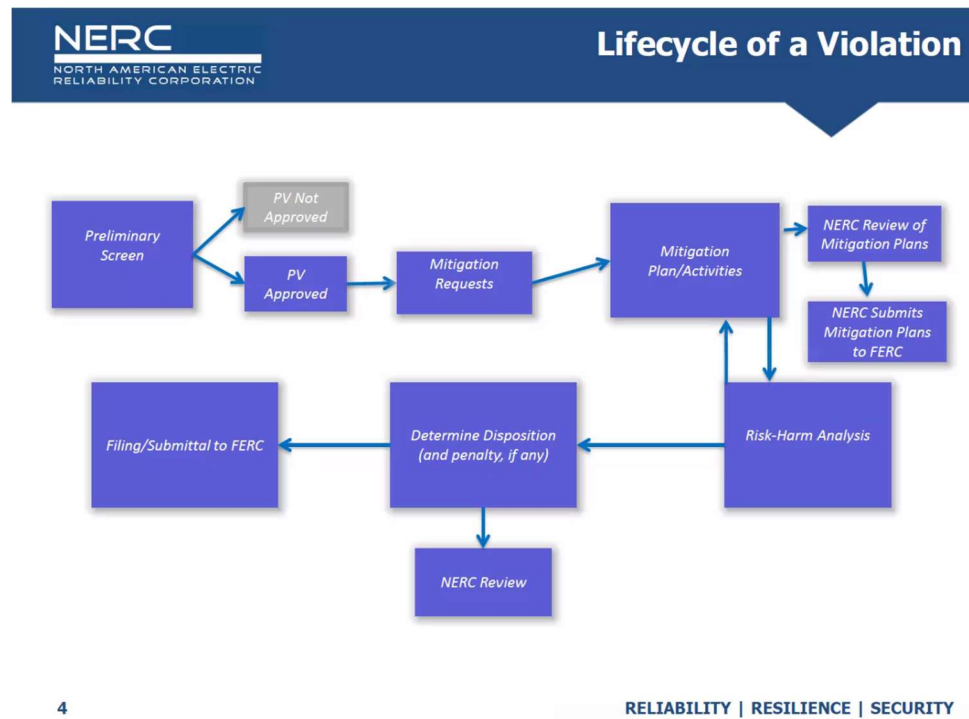 NERC
NORTH AMERICAN ELECTRIC
RELIABILITY CORPORATION
Lifecycle of a Violation
Preliminary
Screen
PV Not
Approved
PV
Approved
Mitigation
Requests
Mitigation
Plan/Activities
NERC Review of
Mitigation Plans
NERC Submits
Mitigation Plans
to FERC
Filing/Submittal to FERC
Determine Disposition
(and penalty, if any)
Risk-Harm Analysis
NERC Review
4
RELIABILITY | RESILIENCE | SECURITY